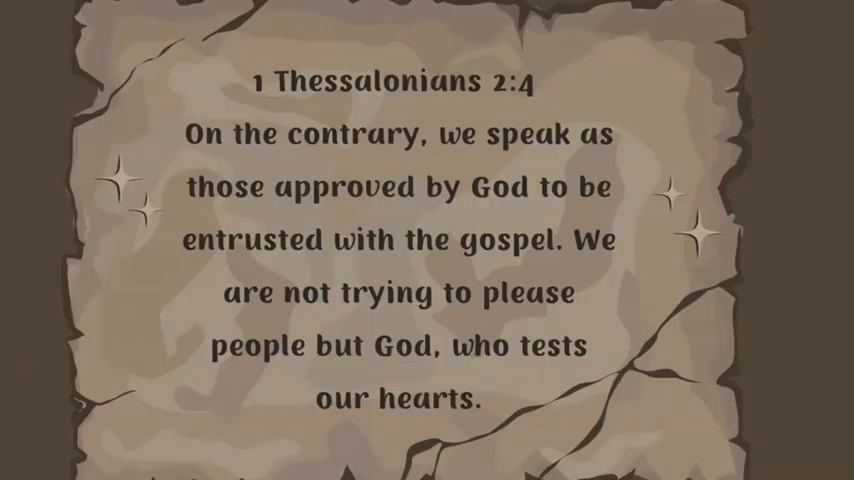 1 Thessalonians 2:4
On the contrary, we speak as
those approved by God to be
entrusted with the gospel. We
are not trying to please
people but God, who tests
our hearts.